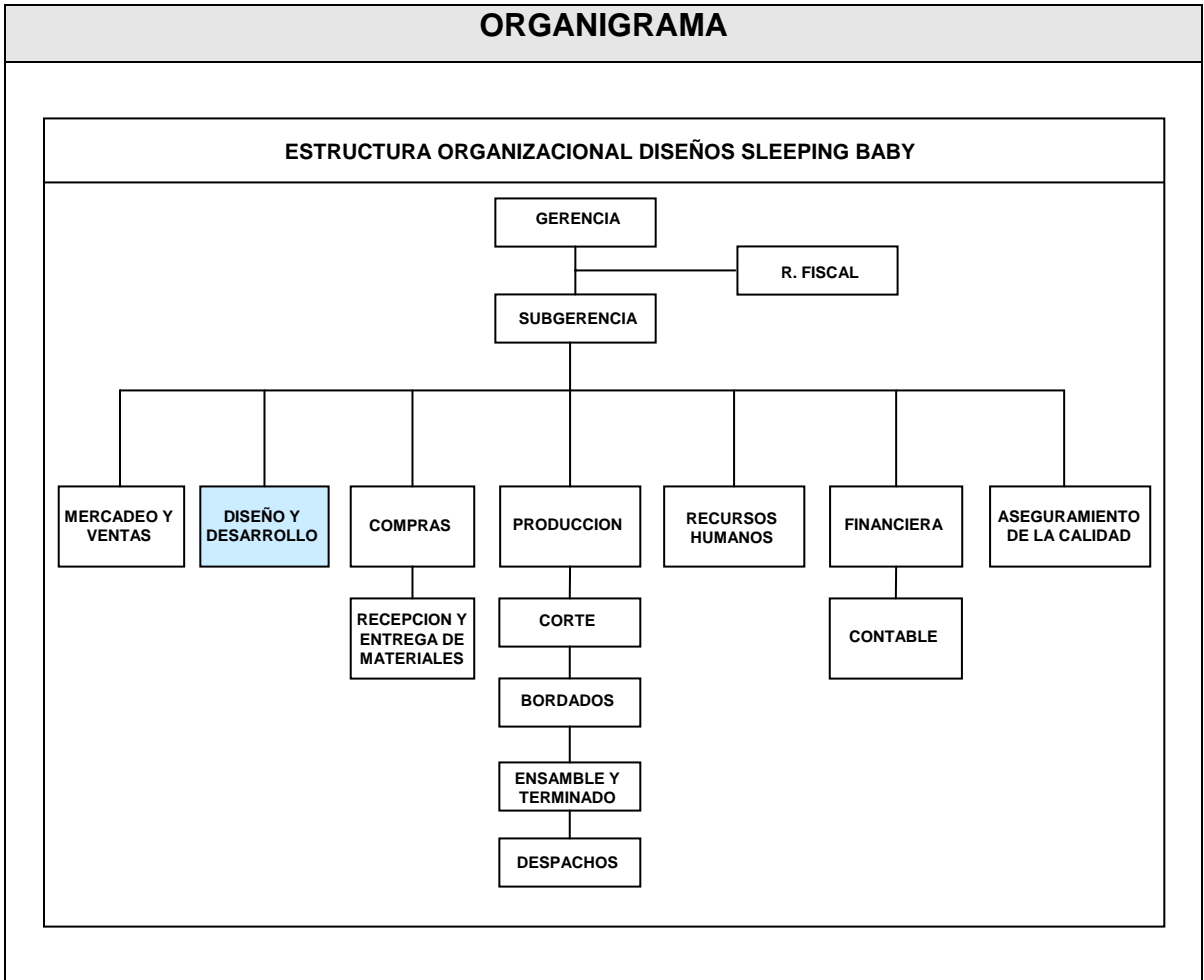 ORGANIGRAMA
ESTRUCTURA ORGANIZACIONAL DISEÑOS SLEEPING BABY
GERENCIA
R. FISCAL
SUBGERENCIA
MERCADEO Y
VENTAS
DISEÑO Y
DESARROLLO
COMPRAS
PRODUCCION
RECURSOS
HUMANOS
FINANCIERA
ASEGURAMIENTO
DE LA CALIDAD
RECEPCION Y
ENTREGA DE
MATERIALES
CORTE
CONTABLE
BORDADOS
ENSAMBLE Y
TERMINADO
DESPACHOS